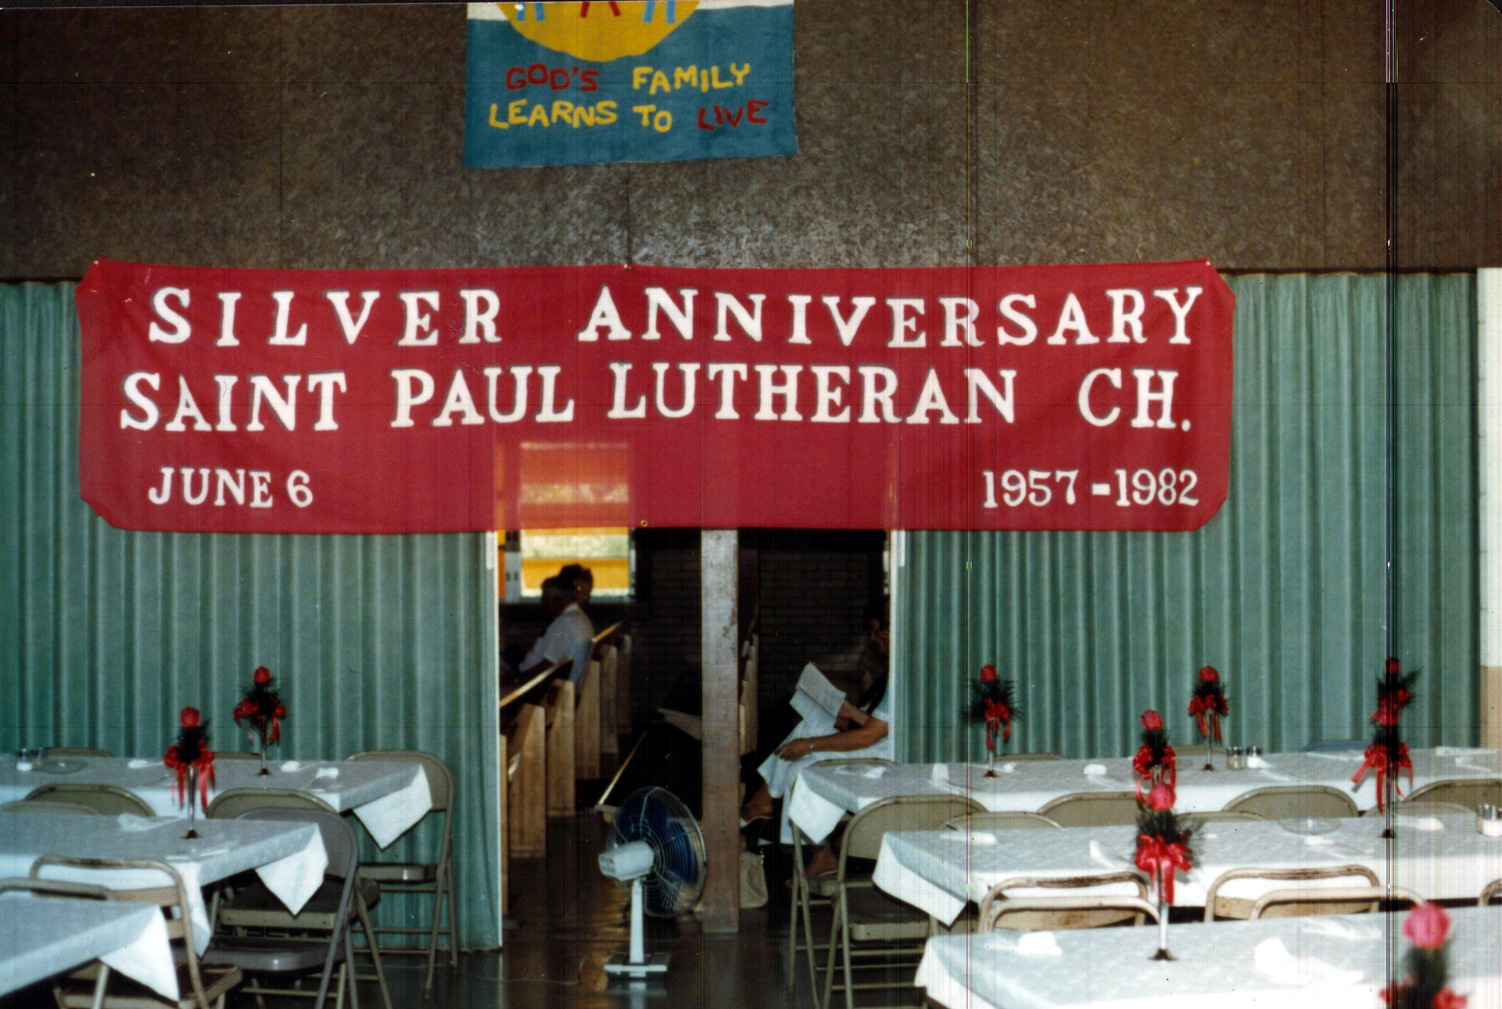 GOD'S FAMILY
LEARNS TO LIVE
SILVER ANNIVERSARY
SAINT PAUL LUTHERAN CH.
JUNE 6 1957-1982